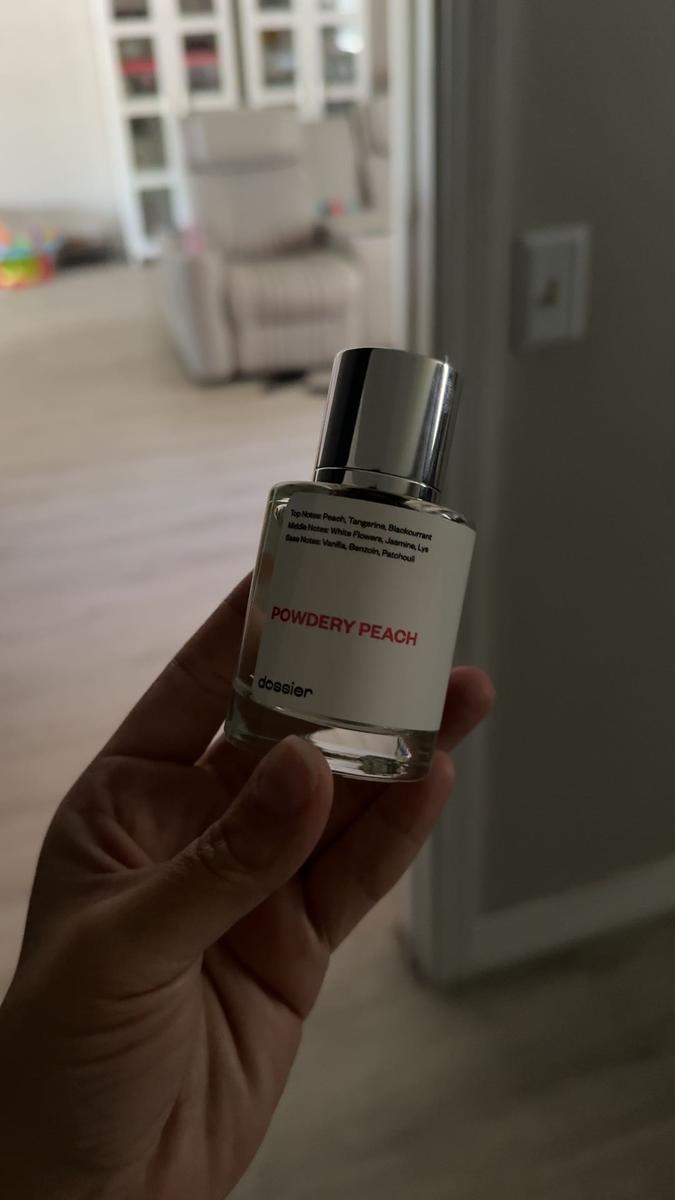 Top Notes: Peach, Tangerine, Blackcurrant
Middle Notes: White Flowers, Jasmine, Lys
Base Notes: Vanilla, Benzoin, Patchouli
POWDERY PEACH
dossier